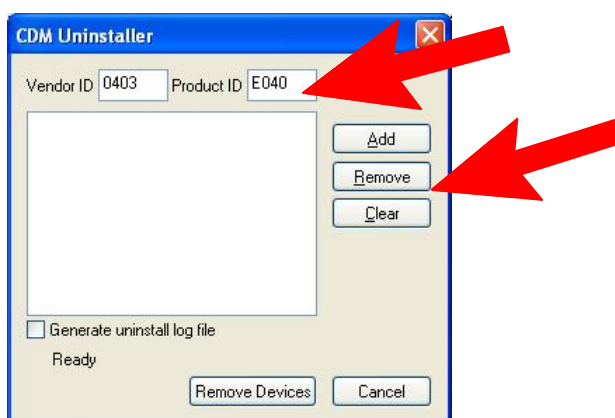 CDM Uninstaller
Vendor ID 0403 Product ID E040
Add
Remove
Clear
Generate uninstall log file
Ready
Remove Devices Cancel